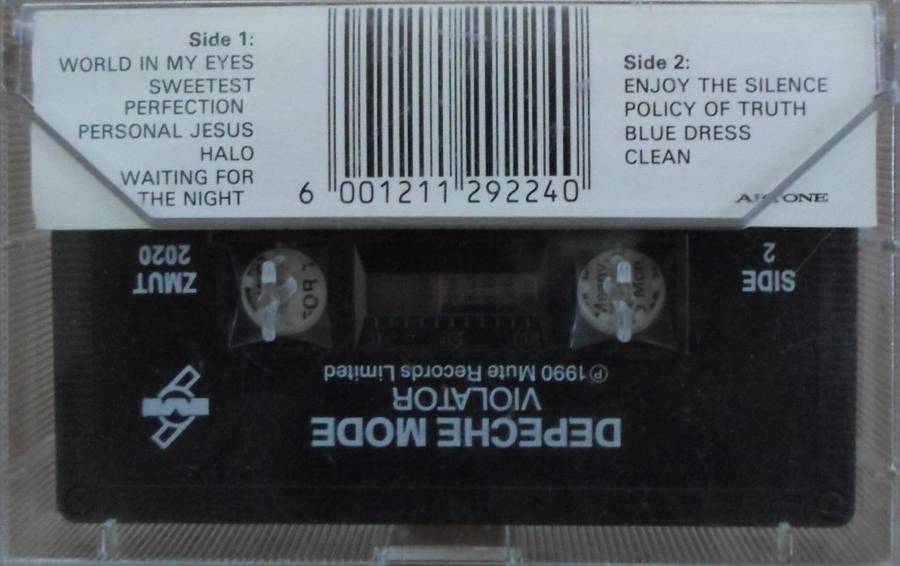 Side 1:
WORLD IN MY EYES
SWEETEST
PERFECTION
PERSONAL JESUS
HALO
WAITING FOR
THE NIGHT
6 001211 292240
Side 2:
ENJOY THE SILENCE
POLICY OF TRUTH
BLUE DRESS
CLEAN
SIDE
2
ZMUT
2020
℗1990 Mute Records Limited
VIOLATOR
DEPECHE MODE